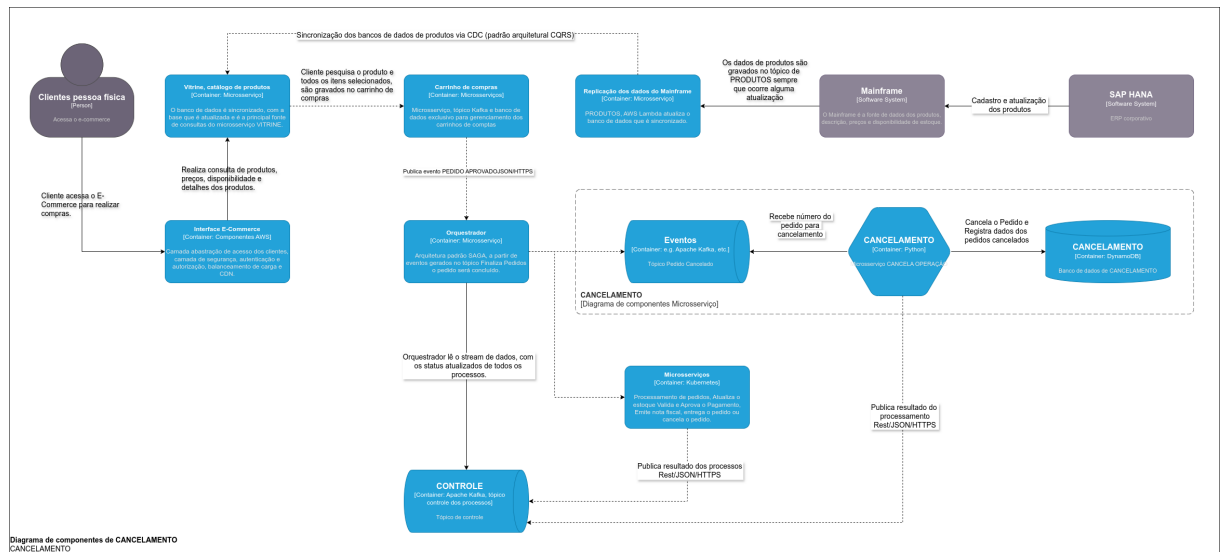 Sincronização dos bancos de dados de produtos via CDC (padrão arquitetural CQRS)
Clientes pessoa física
[Person]
Acessa o e-commerce
Vitrine, catálogo de produtos
[Container: Microserviço]
O banco de dados é sincronizado, com a
base que é atualizada e é a principal fonte
de consultas do microserviço VITRINE.
Cliente pesquisa o produto e
todos os itens selecionados,
são gravados no carrinho de
compras
Carrinho de compras
[Container: Microserviços]
Microserviço, tópico Kafka e banco de
dados exclusivo para gerenciamento dos
carrinhos de comptas
Replicação dos dados do Mainframe
[Container: Microserviço]
PRODUTOS, AWS Lambda atualiza o
banco de dados que é sincronizado.
Os dados de produtos são
gravados no tópico de
PRODUTOS sempre
que ocorre alguma
atualização
Mainframe
[Software System]
O Mainframe é a fonte de dados dos produtos,
descrição, preços e disponibilidade da estoque.
Cadastro e atualização
dos produtos
SAP HANA
[Software System]
ERP corporativo
Realiza consulta de produtos,
preços, disponibilidade e
detalhes dos produtos.
Publica evento PEDIDO APROVADOJSON/HTTPS
Cliente acessa o E-
Commerce para realizar
compras.
Interface E-Commerce
[Container: Componentes AWS]
Camada abastração de acesso dos clientes,
camada de segurança, autenticação e
autorização, balanceamento de carga e
CDN.
Orquestrador
[Container: Microserviço]
Arquitetura padrão SAGA, a partir de
eventos gerados no tópico Finaliza Pedidos
o pedido será concluído.
Eventos
[Container: e.g. Apache Kafka, etc.]
Tópico Pedido Cancelado
Recebe número do
pedido para
cancelamento
CANCELAMENTO
[Container: Python]
Microsserviço CANCELA OPERAÇÃO
Cancela o Pedido e
Registra dados dos
pedidos cancelados
CANCELAMENTO
[Container: DynamoDB]
Banco de dados de CANCELAMENTO
CANCELAMENTO
[Diagrama de componentes Microserviço]
Orquestrador lê o stream de dados, com
os status atualizados de todos os
processos.
Microsserviços
[Container: Kubernetes]
Processamento de pedidos, Atualiza o
estoque Valida e Aprova o Pagamento,
Emite nota fiscal, entrega o pedido ou
cancela o pedido.
Publica resultado do
processamento
Rest/JSON/HTTPS
Publica resultado dos processos
Rest/JSON/HTTPS
CONTROLE
[Container: Apache Kafka, tópico
controle dos processos]
Tópico de controle
Diagrama de componentes de CANCELAMENTO
CANCELAMENTO